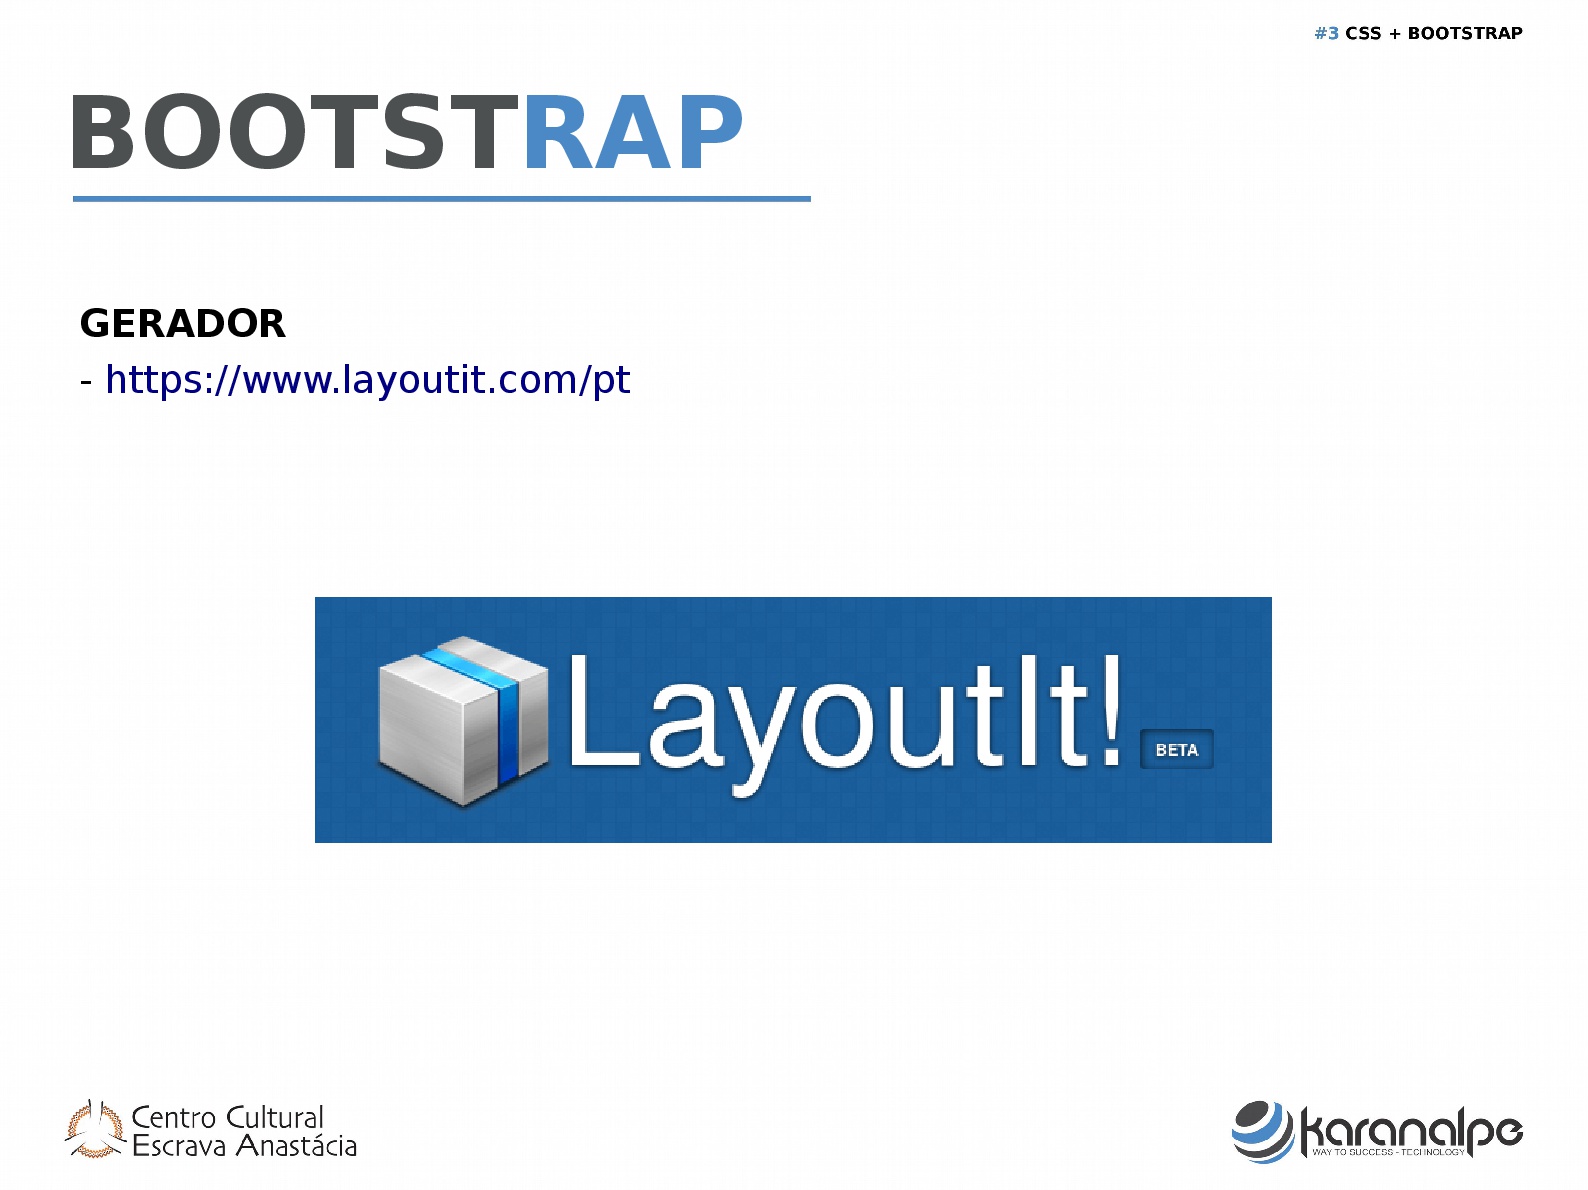 #3 CSS + BOOTSTRAP
BOOTSTRAP
GERADOR
- https://www.layoutit.com/pt
LayoutIt!
BETA
Centro Cultural
Escrava Anastácia
karanalpe
WAY TO SUCCESS - TECHNOLOGY